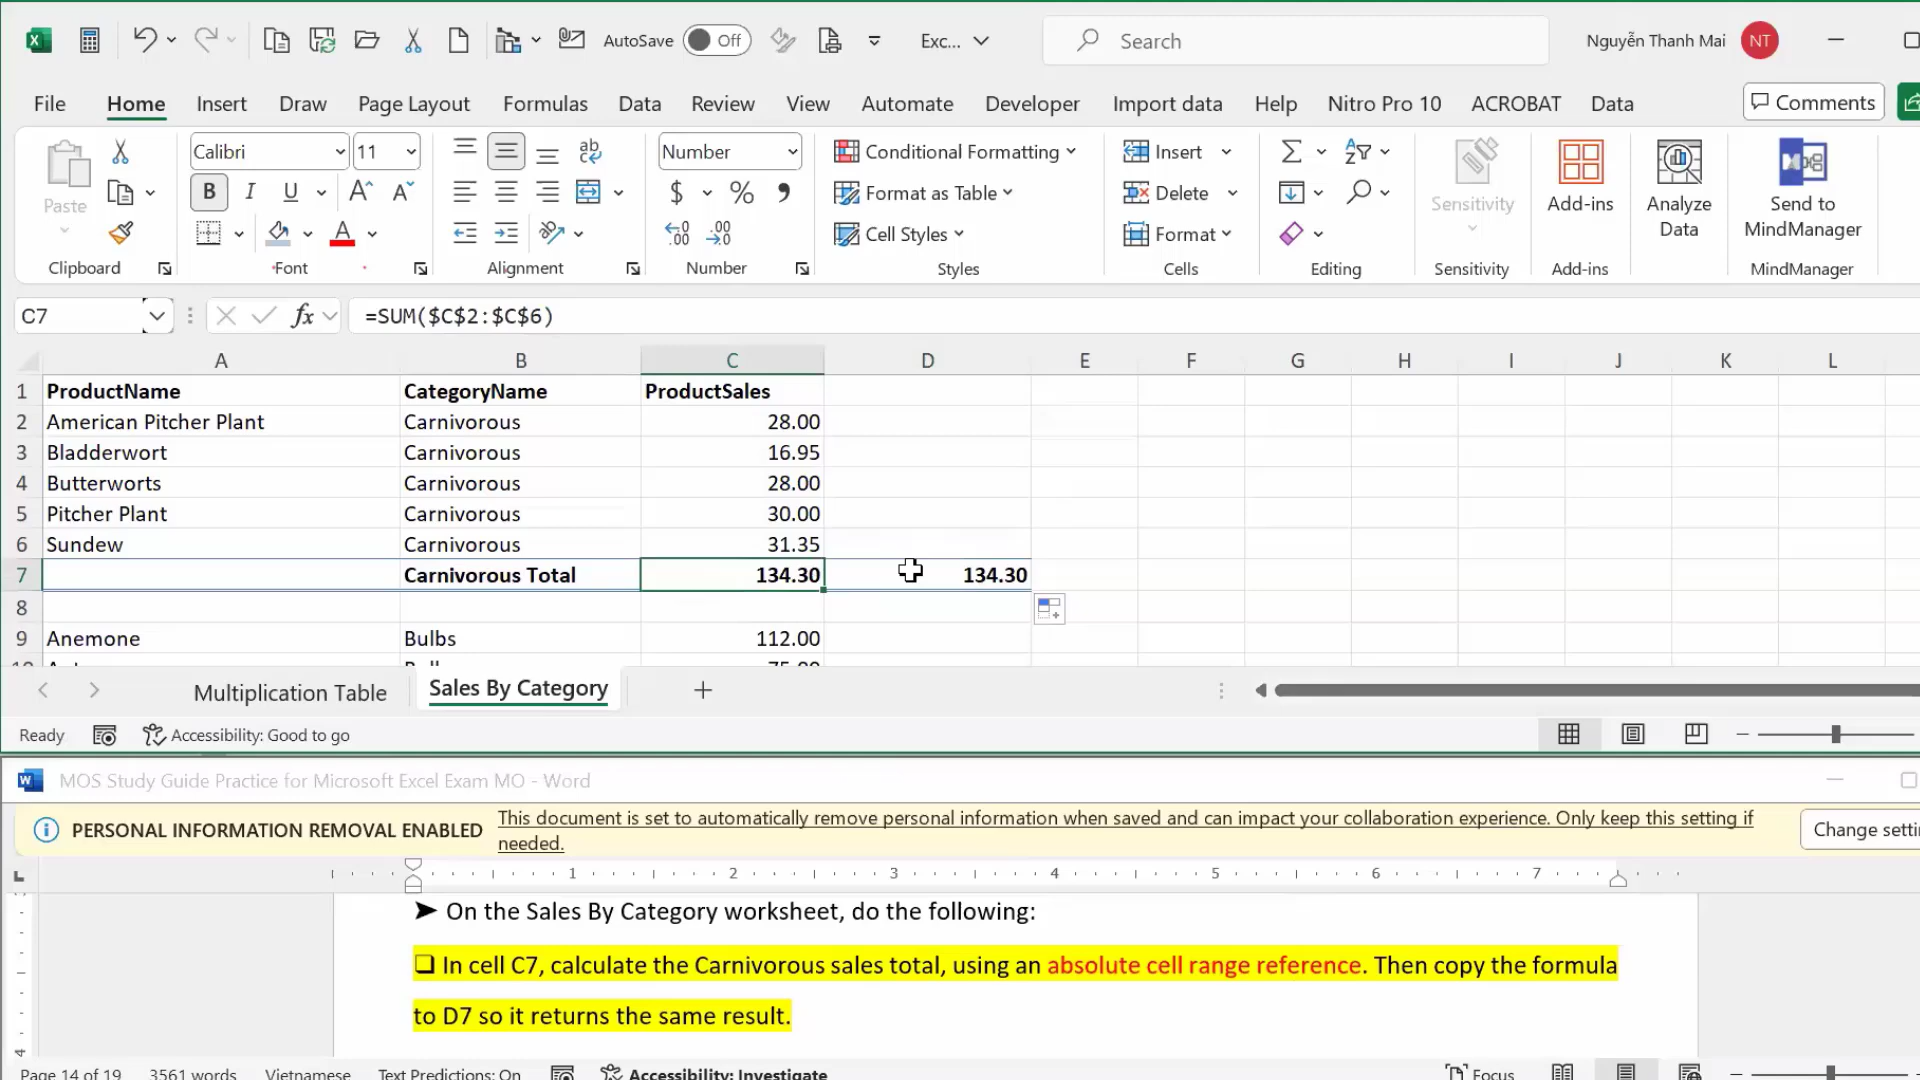 AutoSave Off Exc... Search Nguyễn Thanh Mai NT
File Home Insert Draw Page Layout Formulas Data Review View Automate Developer Import data Help Nitro Pro 10 ACROBAT Data Comments
Paste Calibri 11 Number Conditional Formatting Insert Sensitivity Add-ins Analyze Data Send to MindManager
B I U $ % Format as Table Delete
Cell Styles Format
Clipboard Font Alignment Number Styles Cells Editing Sensitivity Add-ins MindManager
C7 fx =SUM($C$2:$C$6)
A B C D E F G H I J K L
1 ProductName CategoryName ProductSales
2 American Pitcher Plant Carnivorous 28.00
3 Bladderwort Carnivorous 16.95
4 Butterworts Carnivorous 28.00
5 Pitcher Plant Carnivorous 30.00
6 Sundew Carnivorous 31.35
7 Carnivorous Total 134.30 134.30
8
9 Anemone Bulbs 112.00
Multiplication Table Sales By Category
Ready Accessibility: Good to go
MOS Study Guide Practice for Microsoft Excel Exam MO - Word
PERSONAL INFORMATION REMOVAL ENABLED This document is set to automatically remove personal information when saved and can impact your collaboration experience. Only keep this setting if
needed.
1 2 3 4 5 6 7
➤ On the Sales By Category worksheet, do the following:
❑ In cell C7, calculate the Carnivorous sales total, using an absolute cell range reference. Then copy the formula
to D7 so it returns the same result.
Page 14 of 19 3561 words Vietnamese Text Predictions: On Accessibility: Investigate Focus